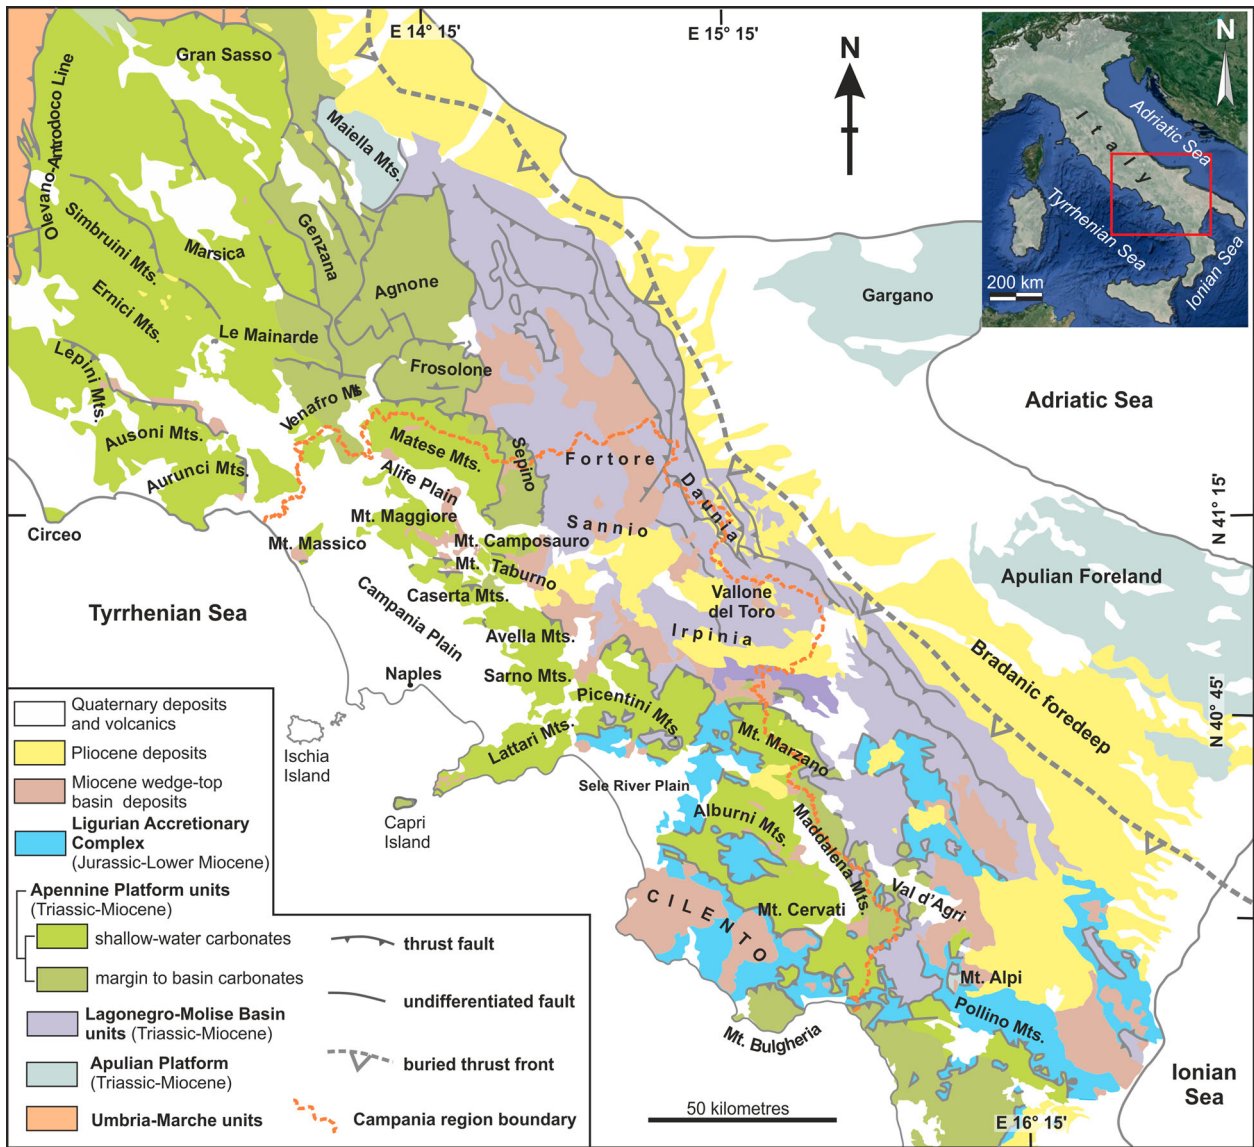 E 14° 15'
E 15° 15'
N
N
Italy
Adriatic Sea
Tyrrhenian Sea
Ionian Sea
200 km
Gran Sasso
Olevano-Antrodoco Line
Maiella Mts.
Simbruini Mts.
Marsica
Genzana
Ernici Mts.
Agnone
Gargano
Le Mainarde
Lepini Mts.
Frosolone
Venafro Mts.
Adriatic Sea
Ausoni Mts.
Matese Mts.
Sepino
Fortore
Aurunci Mts.
Alife Plain
Daunia
N 41° 15'
Circeo
Mt. Maggiore
Sannio
Mt. Massico
Mt. Camposauro
Mt. Taburno
Apulian Foreland
Caserta Mts.
Vallone
del Toro
Tyrrhenian Sea
Campania Plain
Avella Mts.
Irpinia
Bradanic foredeep
Naples
Sarno Mts.
Picentini Mts.
N 40° 45'
Lattari Mts.
Mt. Marzano
Ischia
Island
Sele River Plain
Capri
Island
Alburni Mts.
Maddalena Mts.
CILENTO
Mt. Cervati
Val d'Agri
Mt. Alpi
Pollino Mts.
Mt. Bulgheria
Ionian
Sea
50 kilometres
E 16° 15'
Quaternary deposits
and volcanics
Pliocene deposits
Miocene wedge-top
basin deposits
Ligurian Accretionary
Complex
(Jurassic-Lower Miocene)
Apennine Platform units
(Triassic-Miocene)
shallow-water carbonates
margin to basin carbonates
Lagonegro-Molise Basin
units (Triassic-Miocene)
Apulian Platform
(Triassic-Miocene)
Umbria-Marche units
thrust fault
undifferentiated fault
buried thrust front
Campania region boundary